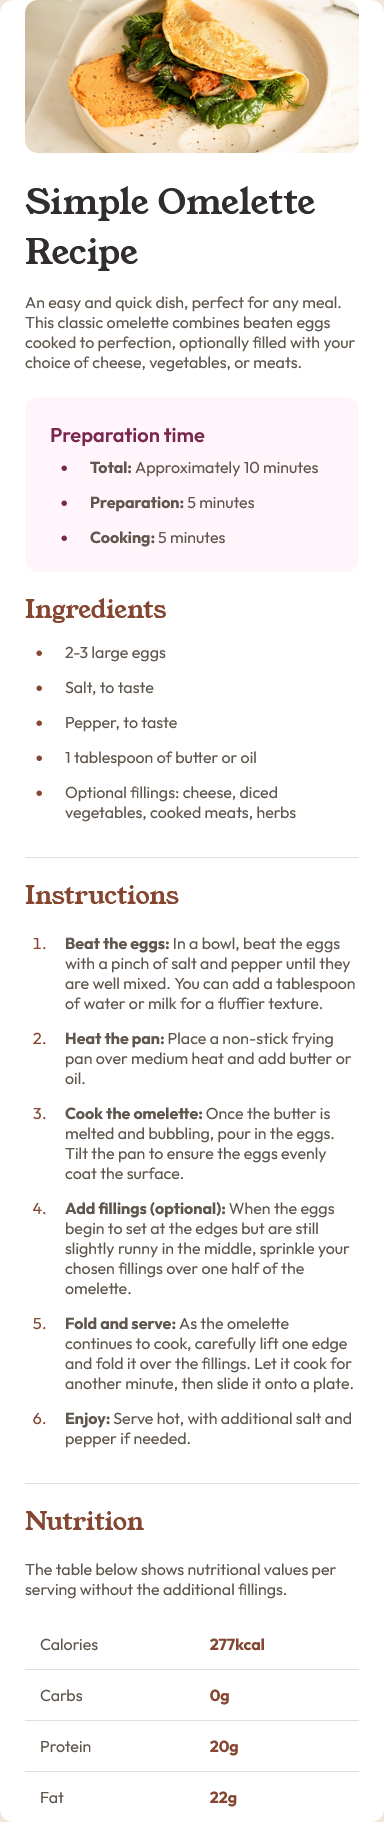 Simple Omelette
Recipe
An easy and quick dish, perfect for any meal.
This classic omelette combines beaten eggs
cooked to perfection, optionally filled with your
choice of cheese, vegetables, or meats.
Preparation time
• Total: Approximately 10 minutes
• Preparation: 5 minutes
• Cooking: 5 minutes
Ingredients
• 2-3 large eggs
• Salt, to taste
• Pepper, to taste
• 1 tablespoon of butter or oil
• Optional fillings: cheese, diced
vegetables, cooked meats, herbs
Instructions
1. Beat the eggs: In a bowl, beat the eggs
with a pinch of salt and pepper until they
are well mixed. You can add a tablespoon
of water or milk for a fluffier texture.
2. Heat the pan: Place a non-stick frying
pan over medium heat and add butter or
oil.
3. Cook the omelette: Once the butter is
melted and bubbling, pour in the eggs.
Tilt the pan to ensure the eggs evenly
coat the surface.
4. Add fillings (optional): When the eggs
begin to set at the edges but are still
slightly runny in the middle, sprinkle your
chosen fillings over one half of the
omelette.
5. Fold and serve: As the omelette
continues to cook, carefully lift one edge
and fold it over the fillings. Let it cook for
another minute, then slide it onto a plate.
6. Enjoy: Serve hot, with additional salt and
pepper if needed.
Nutrition
The table below shows nutritional values per
serving without the additional fillings.
Calories 277kcal
Carbs 0g
Protein 20g
Fat 22g